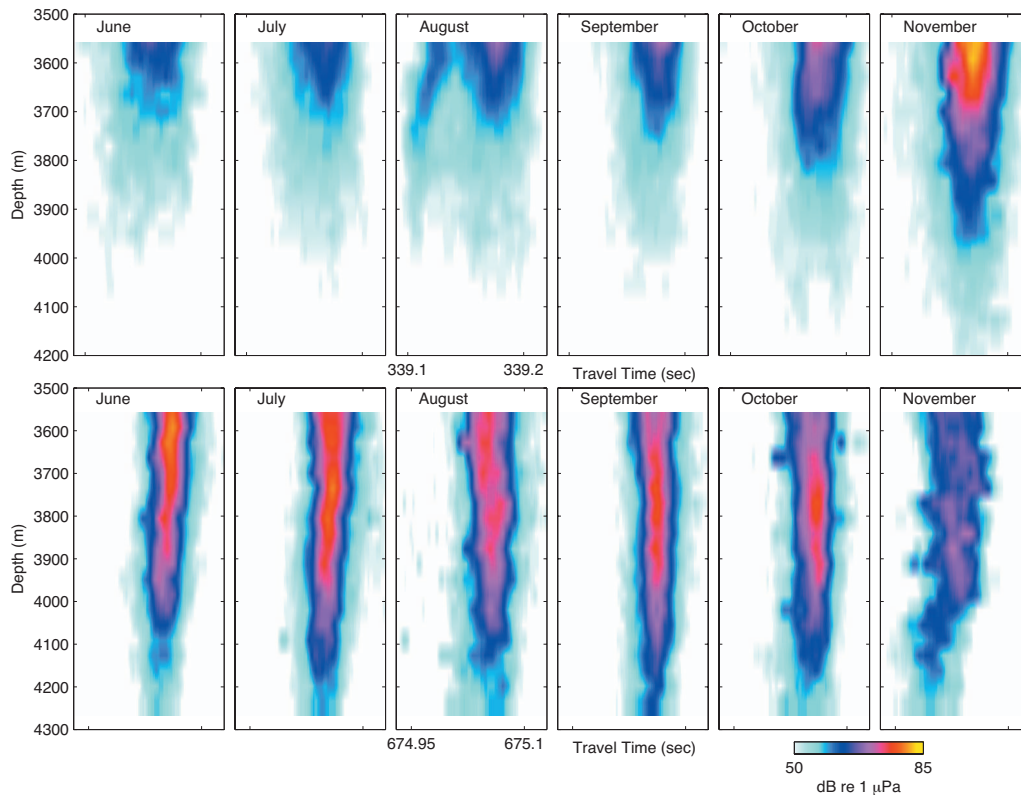 June July August September October November
3500
3600
3700
3800
3900
4000
4100
4200
Depth (m)
339.1 339.2 Travel Time (sec)
June July August September October November
3500
3600
3700
3800
3900
4000
4100
4200
4300
Depth (m)
674.95 675.1 Travel Time (sec)
50 85
dB re 1 μPa